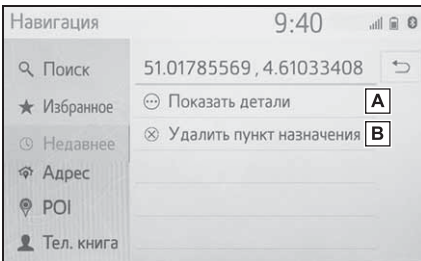 Навигация 9:40
Поиск 51.01785569 , 4.61033408
Избранное Показать детали A
Недавнее Удалить пункт назначения B
Адрес
POI
Тел. книга